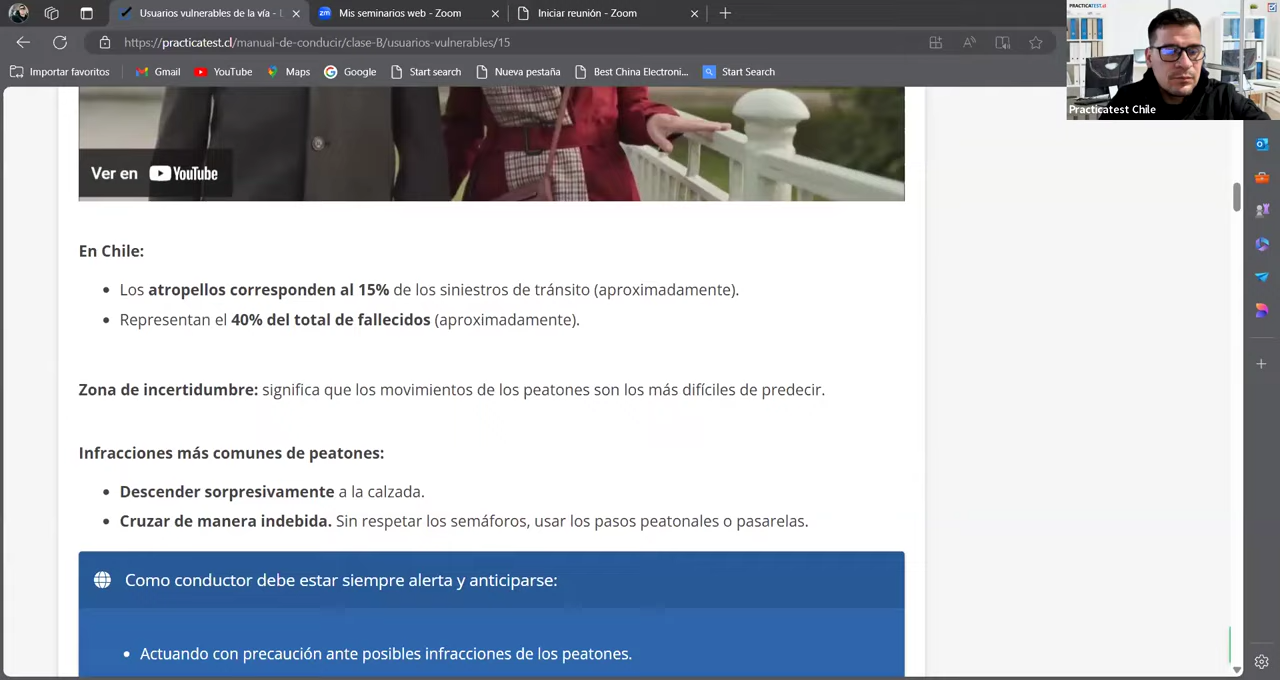 Usuarios vulnerables de la vía - L
Mis seminarios web - Zoom
Iniciar reunión - Zoom
https://practicatest.cl/manual-de-conducir/clase-B/usuarios-vulnerables/15
Importar favoritos
Gmail
YouTube
Maps
Google
Start search
Nueva pestaña
Best China Electroni...
Start Search
PRACTICATEST.cl
Practicatest Chile
Ver en YouTube
En Chile:
Los atropellos corresponden al 15% de los siniestros de tránsito (aproximadamente).
Representan el 40% del total de fallecidos (aproximadamente).
Zona de incertidumbre: significa que los movimientos de los peatones son los más difíciles de predecir.
Infracciones más comunes de peatones:
Descender sorpresivamente a la calzada.
Cruzar de manera indebida. Sin respetar los semáforos, usar los pasos peatonales o pasarelas.
Como conductor debe estar siempre alerta y anticiparse:
Actuando con precaución ante posibles infracciones de los peatones.